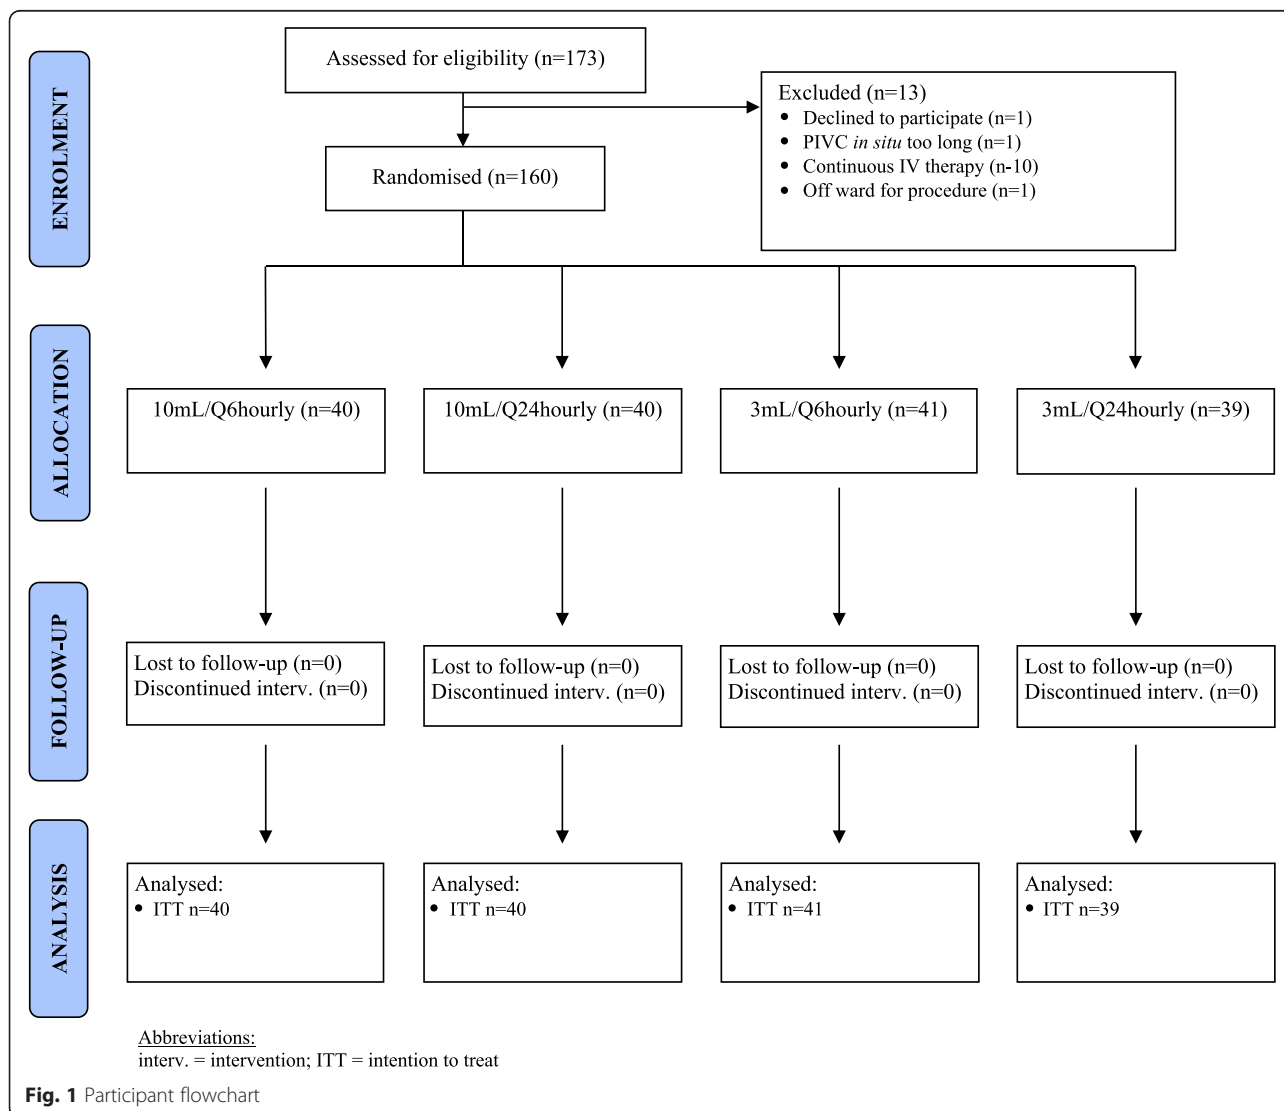 ENROLMENT
Assessed for eligibility (n=173)
Excluded (n=13)
• Declined to participate (n=1)
• PIVC in situ too long (n=1)
• Continuous IV therapy (n-10)
• Off ward for procedure (n=1)
Randomised (n=160)
ALLOCATION
10mL/Q6hourly (n=40)
10mL/Q24hourly (n=40)
3mL/Q6hourly (n=41)
3mL/Q24hourly (n=39)
FOLLOW-UP
Lost to follow-up (n=0)
Discontinued interv. (n=0)
Lost to follow-up (n=0)
Discontinued interv. (n=0)
Lost to follow-up (n=0)
Discontinued interv. (n=0)
Lost to follow-up (n=0)
Discontinued interv. (n=0)
ANALYSIS
Analysed:
• ITT n=40
Analysed:
• ITT n=40
Analysed:
• ITT n=41
Analysed:
• ITT n=39
Abbreviations:
interv. = intervention; ITT = intention to treat
Fig. 1 Participant flowchart